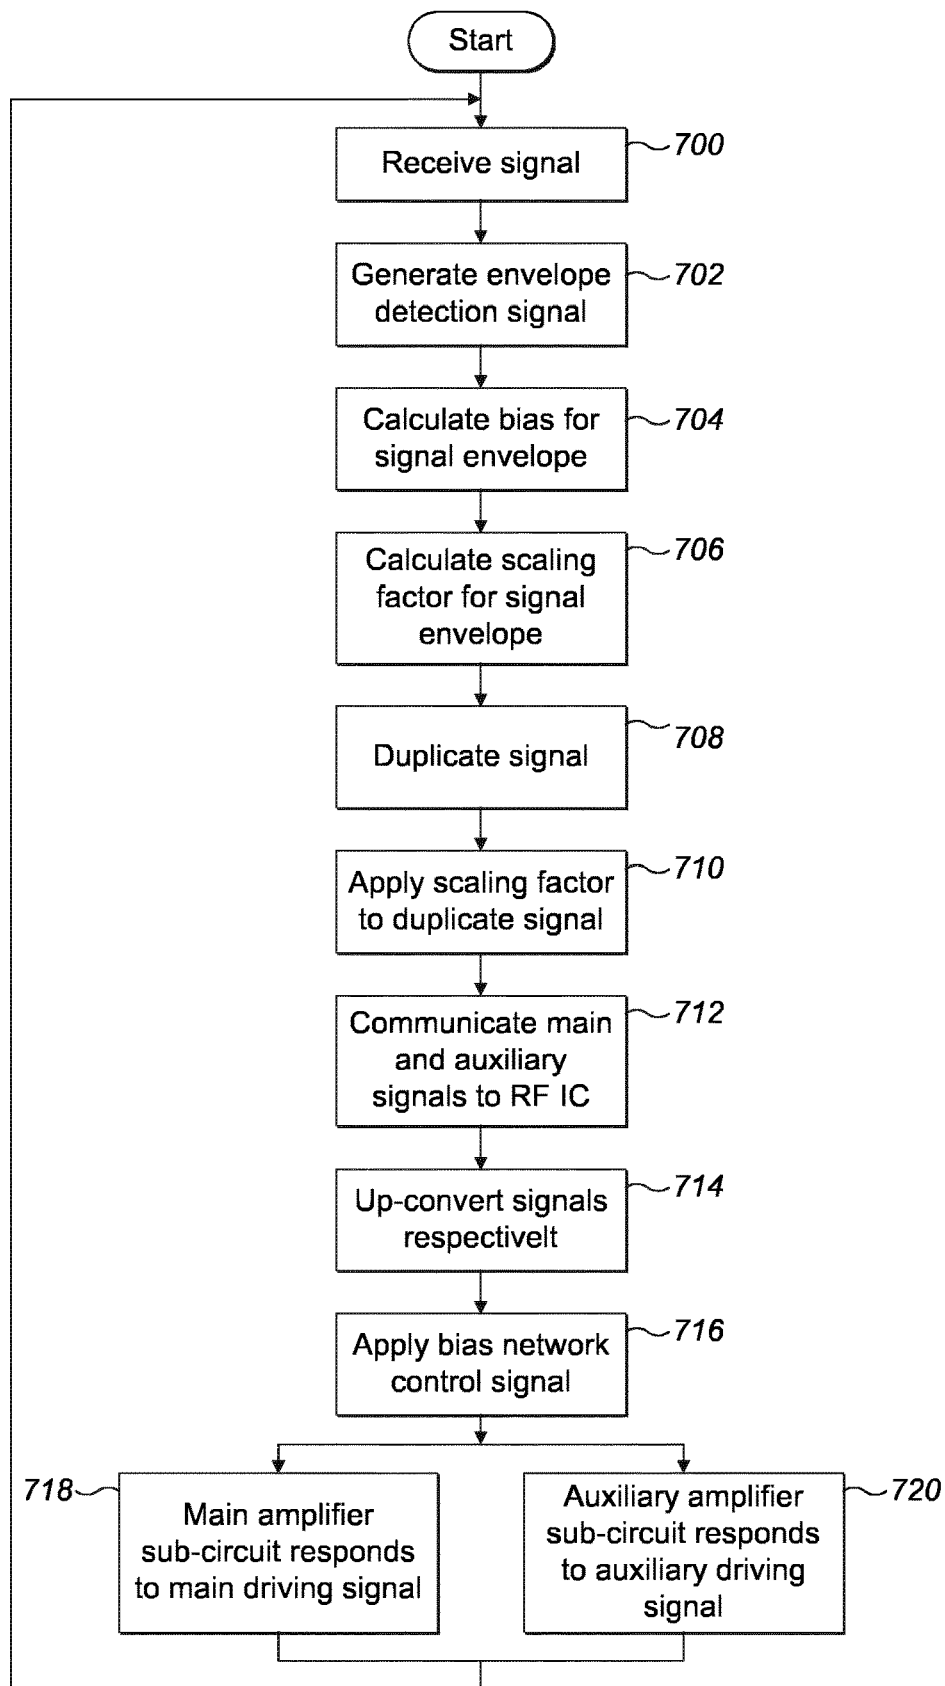 Start
Receive signal
700
Generate envelope
detection signal
702
Calculate bias for
signal envelope
704
Calculate scaling
factor for signal
envelope
706
Duplicate signal
708
Apply scaling factor
to duplicate signal
710
Communicate main
and auxiliary
signals to RF IC
712
Up-convert signals
respectivelt
714
Apply bias network
control signal
716
718
Main amplifier
sub-circuit responds
to main driving signal
Auxiliary amplifier
sub-circuit responds
to auxiliary driving
signal
720